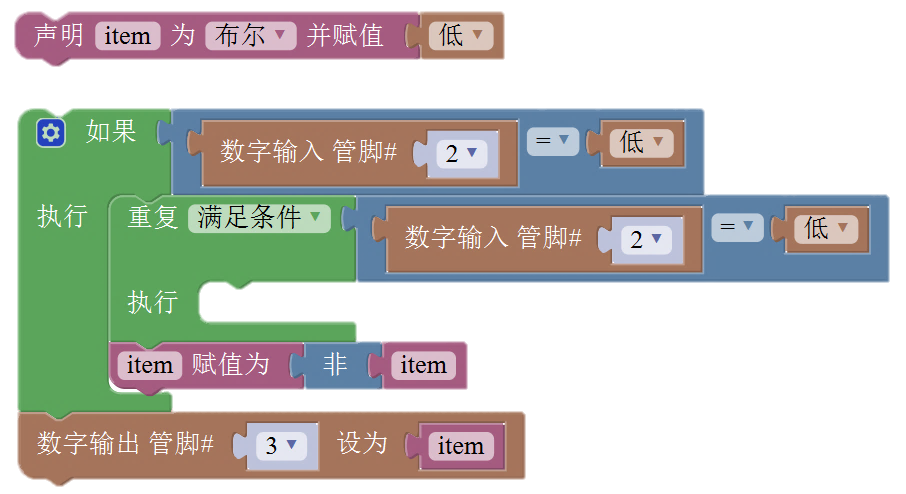 声明 item 为 布尔 并赋值 低
如果 数字输入 管脚# 2 = 低
执行 重复 满足条件 数字输入 管脚# 2 = 低
执行
item 赋值为 非 item
数字输出 管脚# 3 设为 item